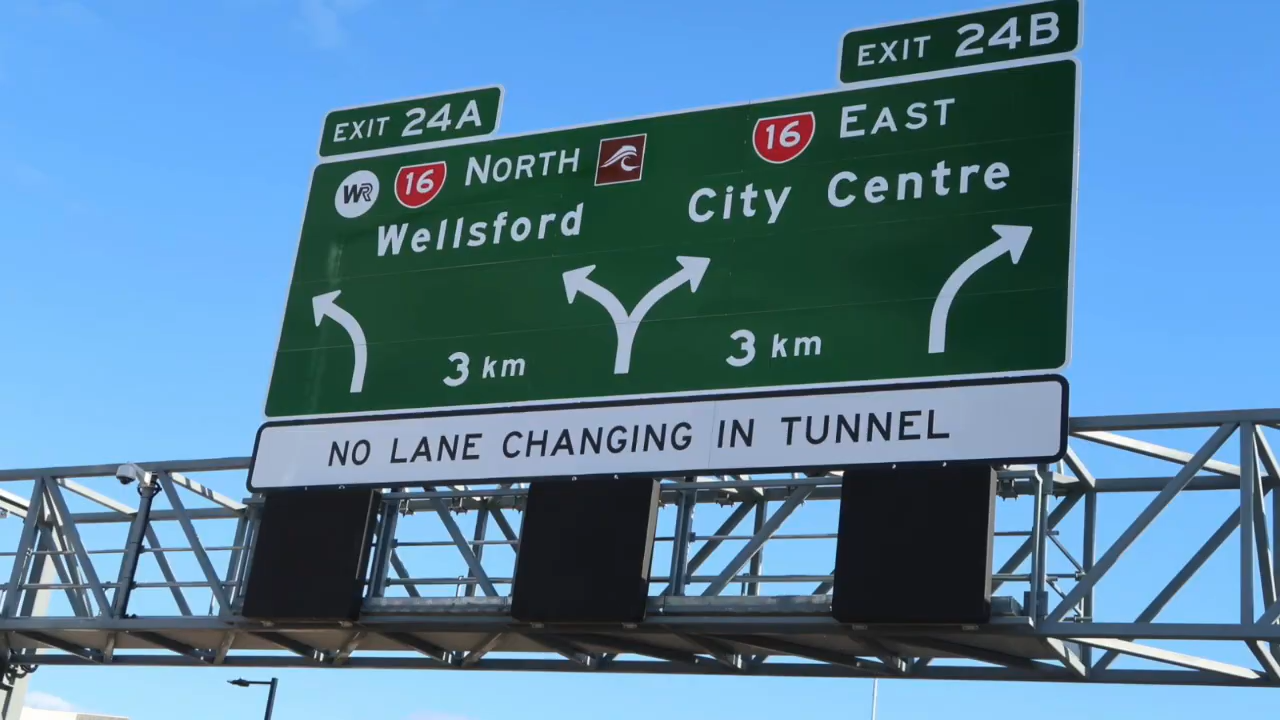 EXIT 24A
WR 16 NORTH
Wellsford
3 km
EXIT 24B
16 EAST
City Centre
3 km
NO LANE CHANGING IN TUNNEL